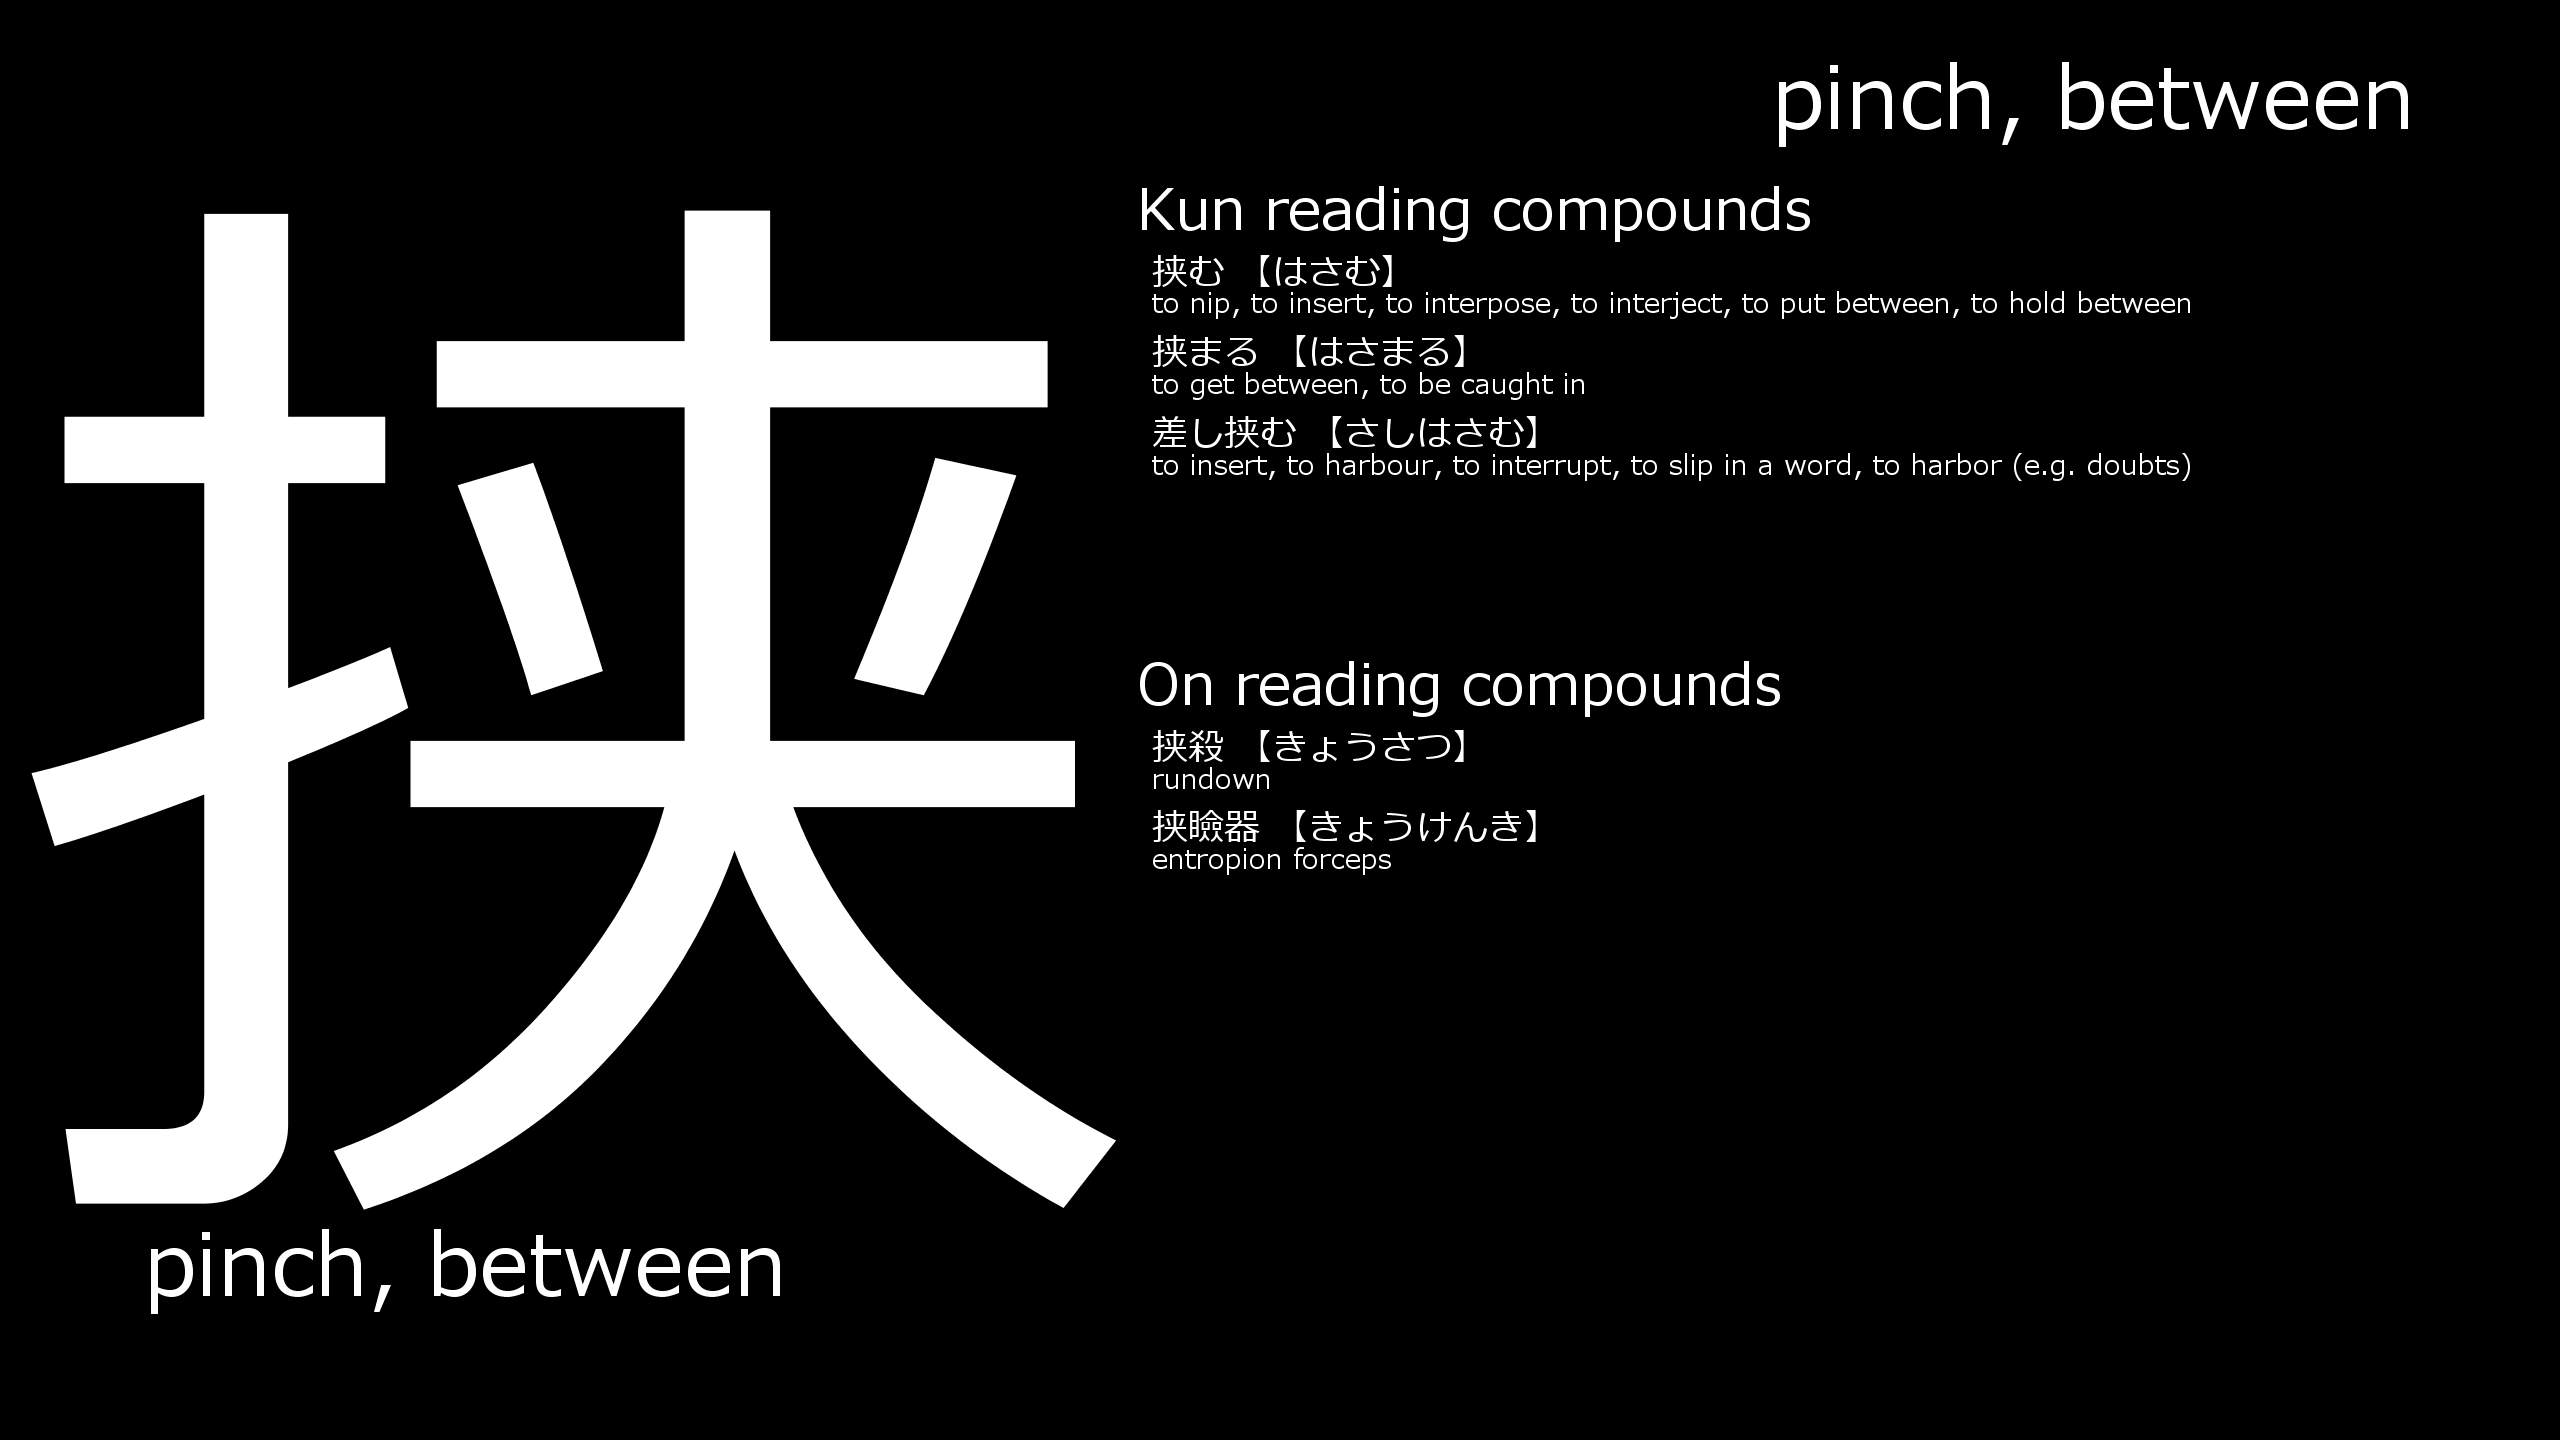 pinch, between
挟
Kun reading compounds
挟む 【はさむ】
to nip, to insert, to interpose, to interject, to put between, to hold between
挟まる 【はさまる】
to get between, to be caught in
差し挟む 【さしはさむ】
to insert, to harbour, to interrupt, to slip in a word, to harbor (e.g. doubts)
On reading compounds
挟殺 【きょうさつ】
rundown
挟瞼器 【きょうけんき】
entropion forceps
pinch, between